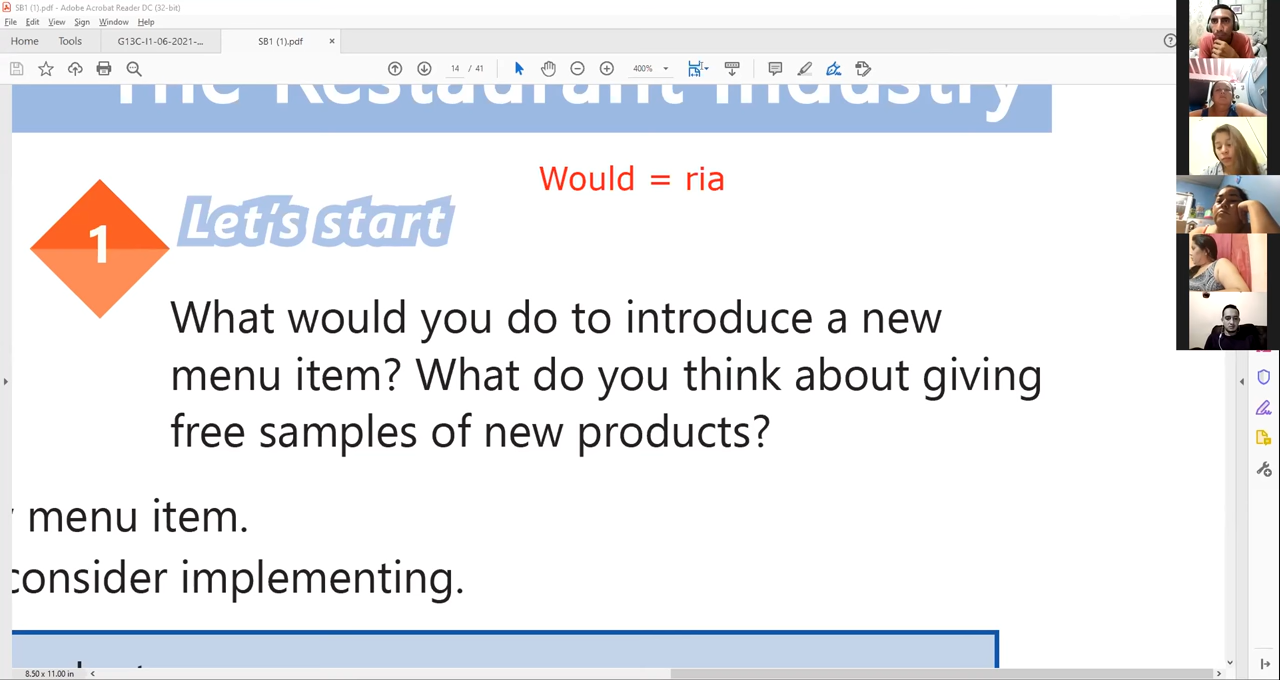 SB1 (1).pdf - Adobe Acrobat Reader DC (32-bit)
File Edit View Sign Window Help
Home Tools G13C-I1-06-2021-... SB1 (1).pdf ×
14 / 41 400%
The Restaurant Industry
Would = ria
1 Let's start
What would you do to introduce a new
menu item? What do you think about giving
free samples of new products?
menu item.
consider implementing.
8.50 x 11.00 in